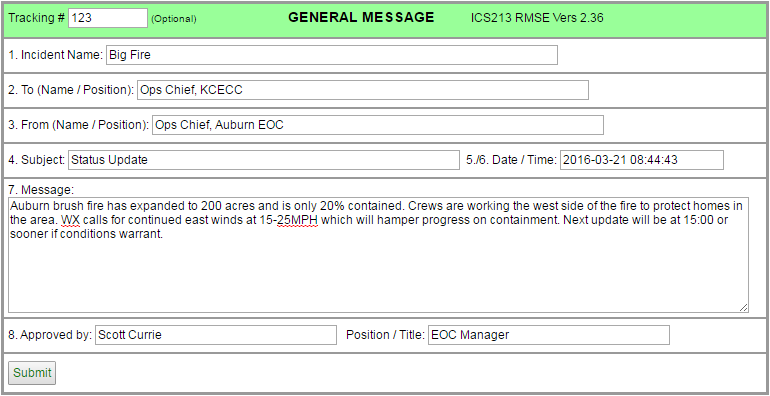 Tracking # 123 (Optional) GENERAL MESSAGE ICS213 RMSE Vers 2.36
1. Incident Name: Big Fire
2. To (Name / Position): Ops Chief, KCECC
3. From (Name / Position): Ops Chief, Auburn EOC
4. Subject: Status Update 5./6. Date / Time: 2016-03-21 08:44:43
7. Message:
Auburn brush fire has expanded to 200 acres and is only 20% contained. Crews are working the west side of the fire to protect homes in
the area. WX calls for continued east winds at 15-25MPH which will hamper progress on containment. Next update will be at 15:00 or
sooner if conditions warrant.
8. Approved by: Scott Currie Position / Title: EOC Manager
Submit